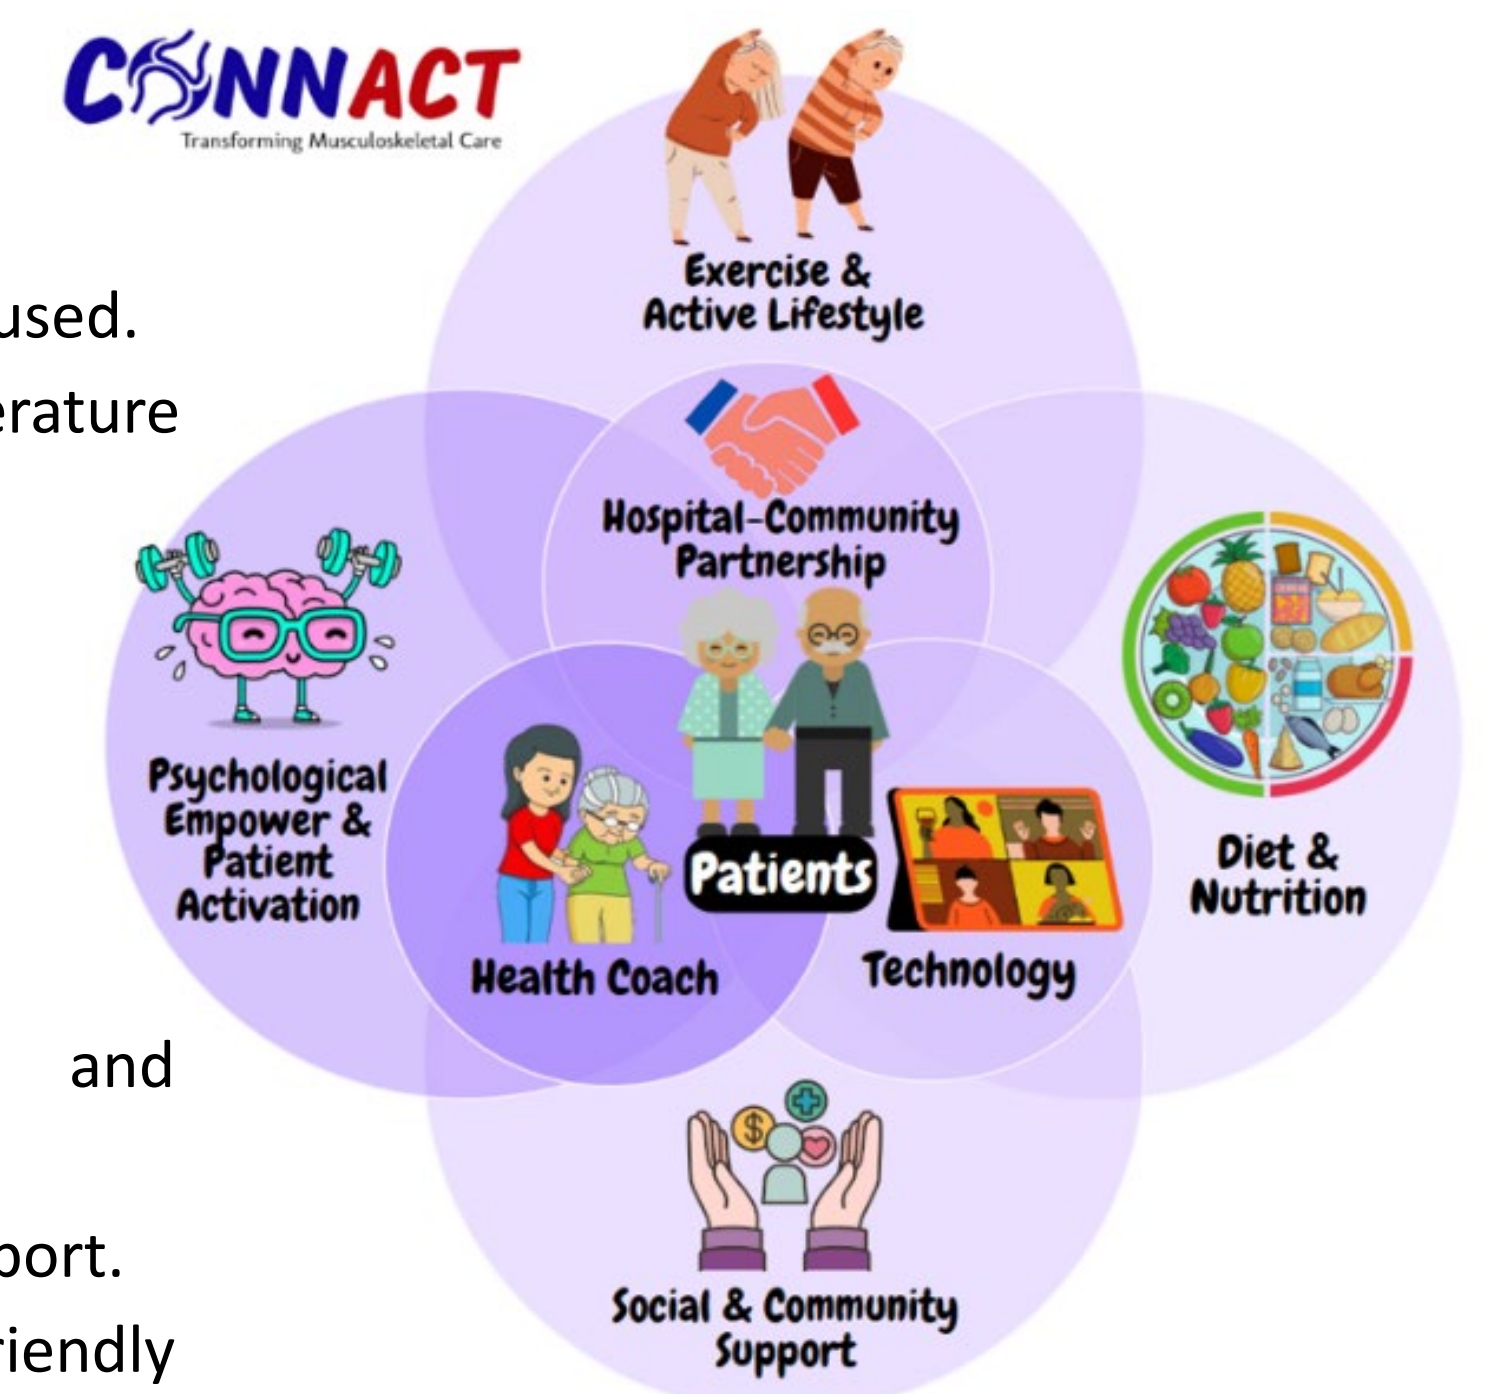 CONNACT
Transforming Musculoskeletal Care
used.
erature
and
port.
riendly
Exercise &
Active Lifestyle
Hospital-Community
Partnership
Psychological
Empower &
Patient
Activation
Patients
Health Coach
Technology
Diet &
Nutrition
Social & Community
Support